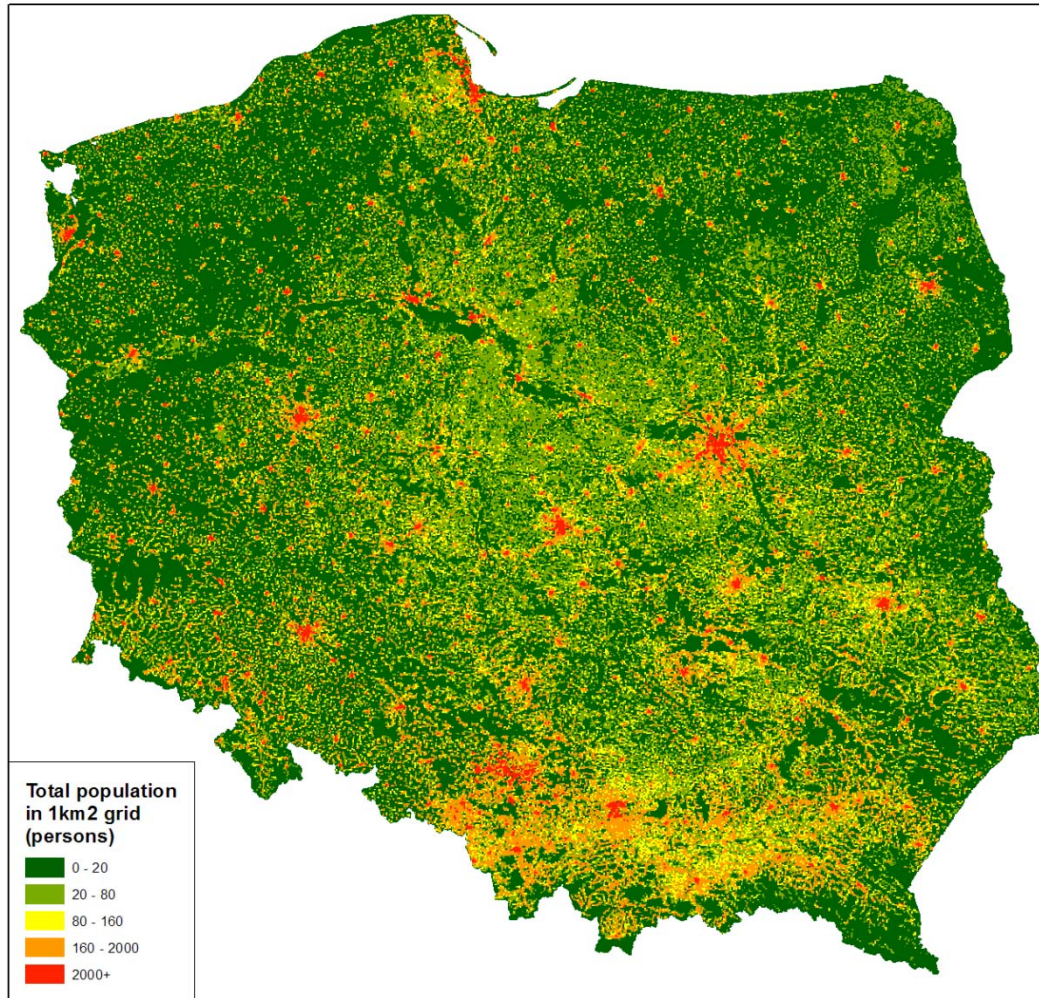 Total population
in 1km2 grid
(persons)
0 - 20
20 - 80
80 - 160
160 - 2000
2000+